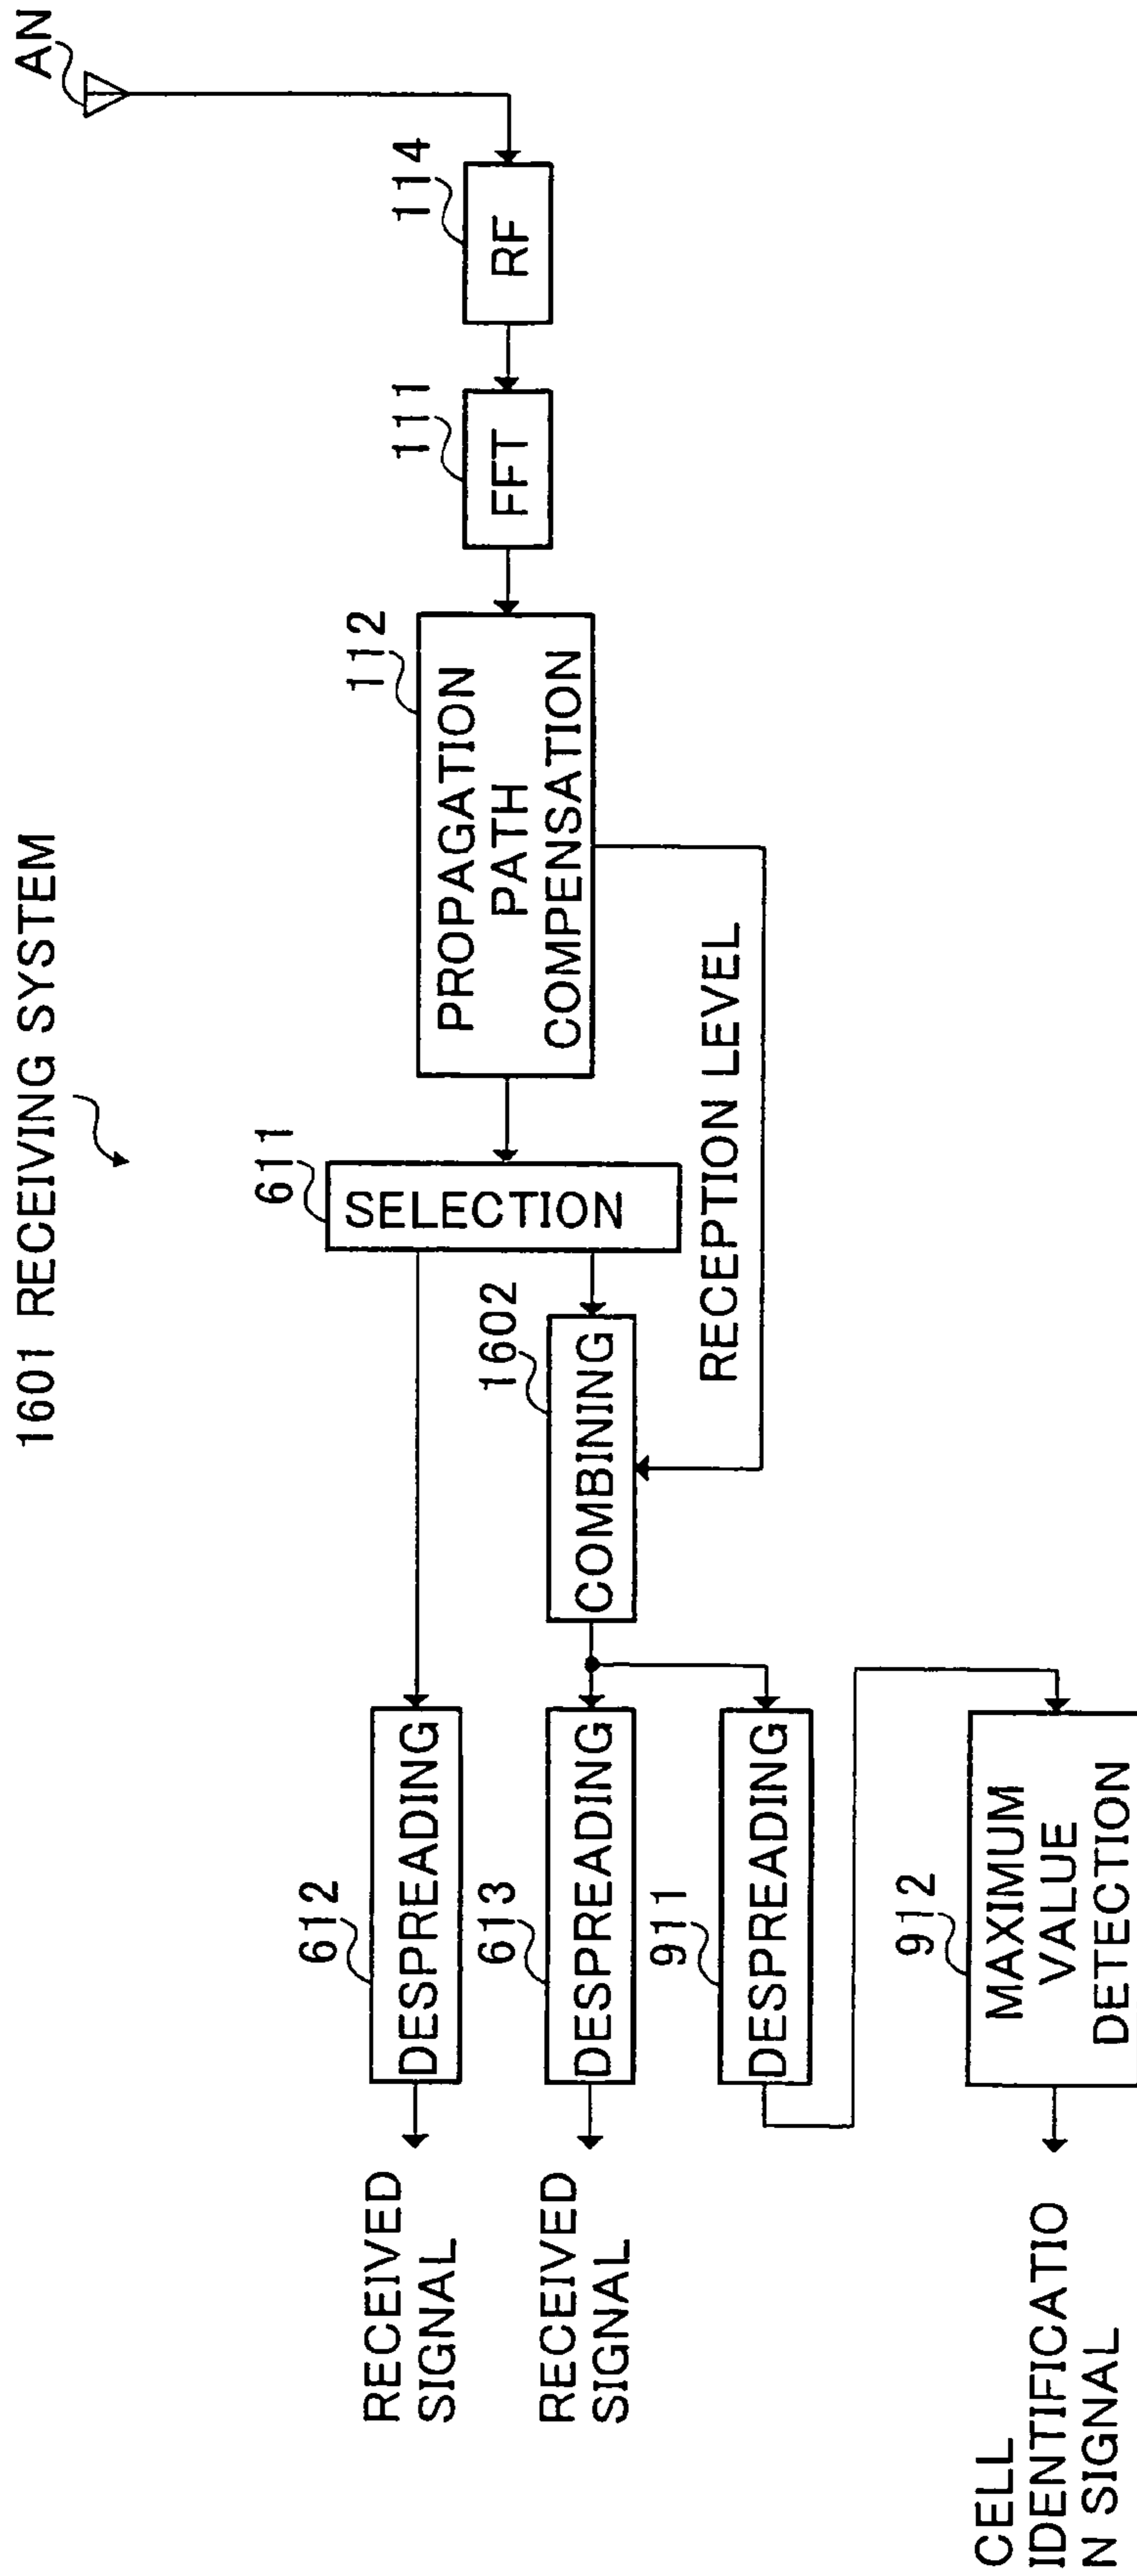 1601 RECEIVING SYSTEM
AN
114
RF
111
FFT
112
PROPAGATION
PATH
COMPENSATION
611
SELECTION
RECEPTION LEVEL
1602
COMBINING
612
DESPREADING
613
DESPREADING
911
DESPREADING
912
MAXIMUM
VALUE
DETECTION
RECEIVED
SIGNAL
RECEIVED
SIGNAL
CELL
IDENTIFICATIO
N SIGNAL